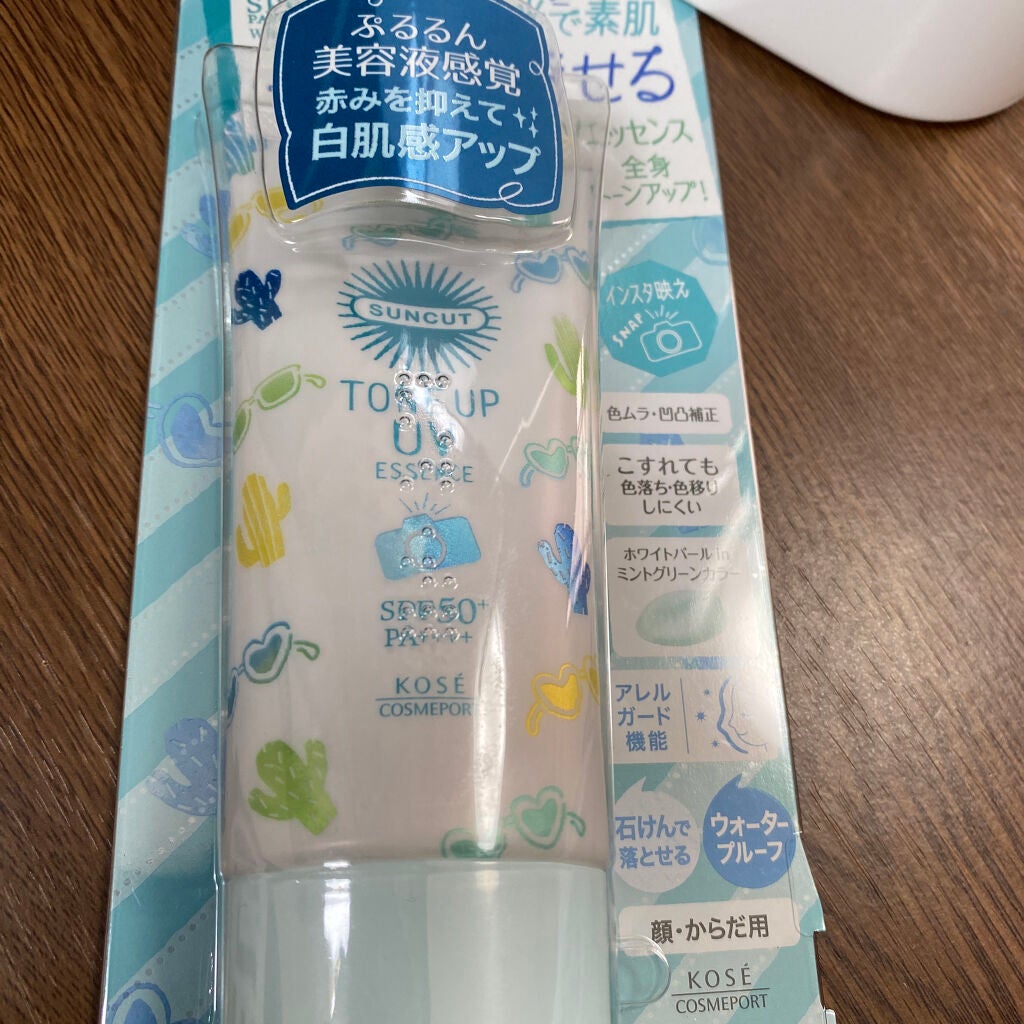 ぷるるん
美容液感覚
赤みを抑えて
白肌感アップ
で素肌
せる
エッセンス
全身
トーンアップ!
SUNCUT
TONE UP
UV
ESSENCE
SPF50+
PA++++
KOSÉ
COSMEPORT
インスタ映え
SNAP
色ムラ・凹凸補正
こすれても
色落ち・色移り
しにくい
ホワイトパール in
ミントグリーンカラー
アレル
ガード
機能
石けんで
落とせる
ウォーター
プルーフ
顔・からだ用
KOSÉ
COSMEPORT